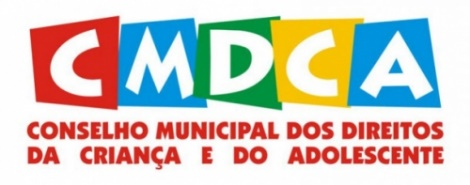 CMDCA
CONSELHO MUNICIPAL DOS DIREITOS
DA CRIANÇA E DO ADOLESCENTE